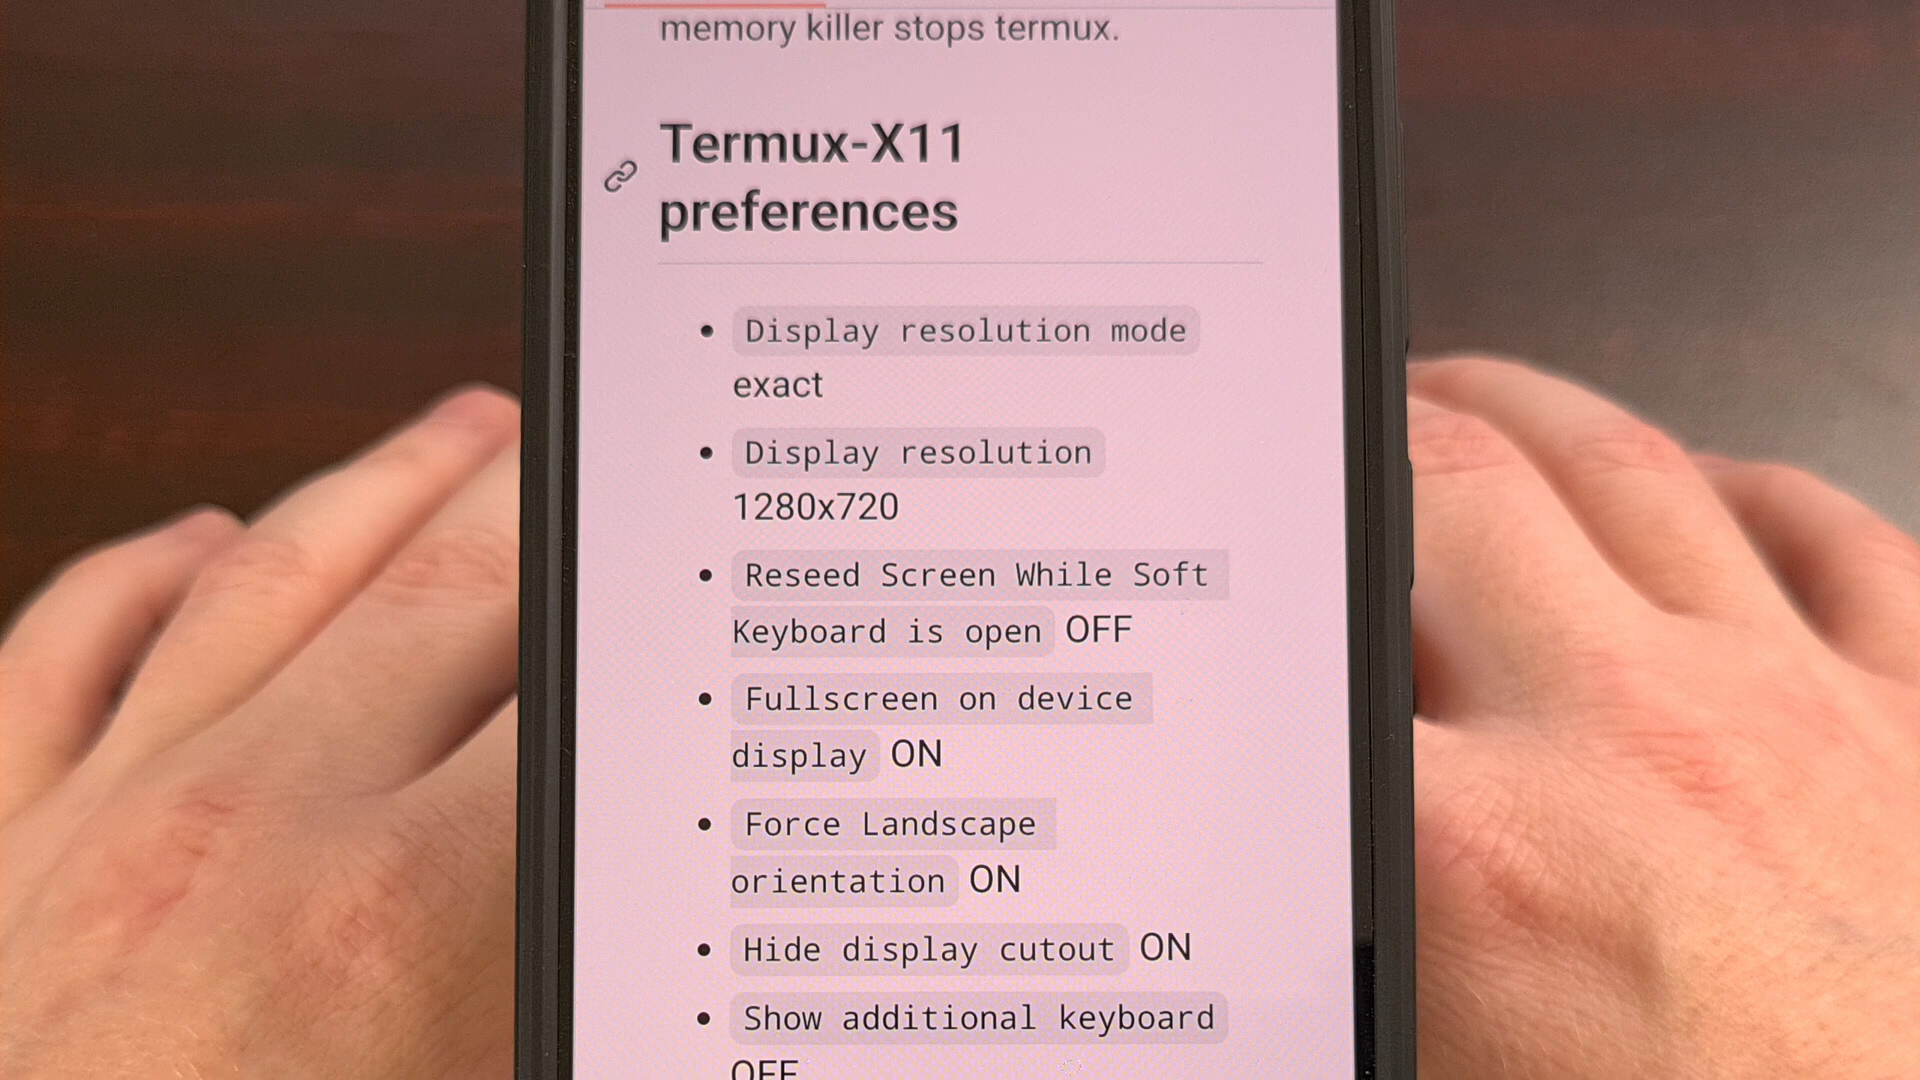 memory killer stops termux.
Termux-X11
preferences
Display resolution mode
exact
Display resolution
1280x720
Reseed Screen While Soft
Keyboard is open OFF
Fullscreen on device
display ON
Force Landscape
orientation ON
Hide display cutout ON
Show additional keyboard
OFF